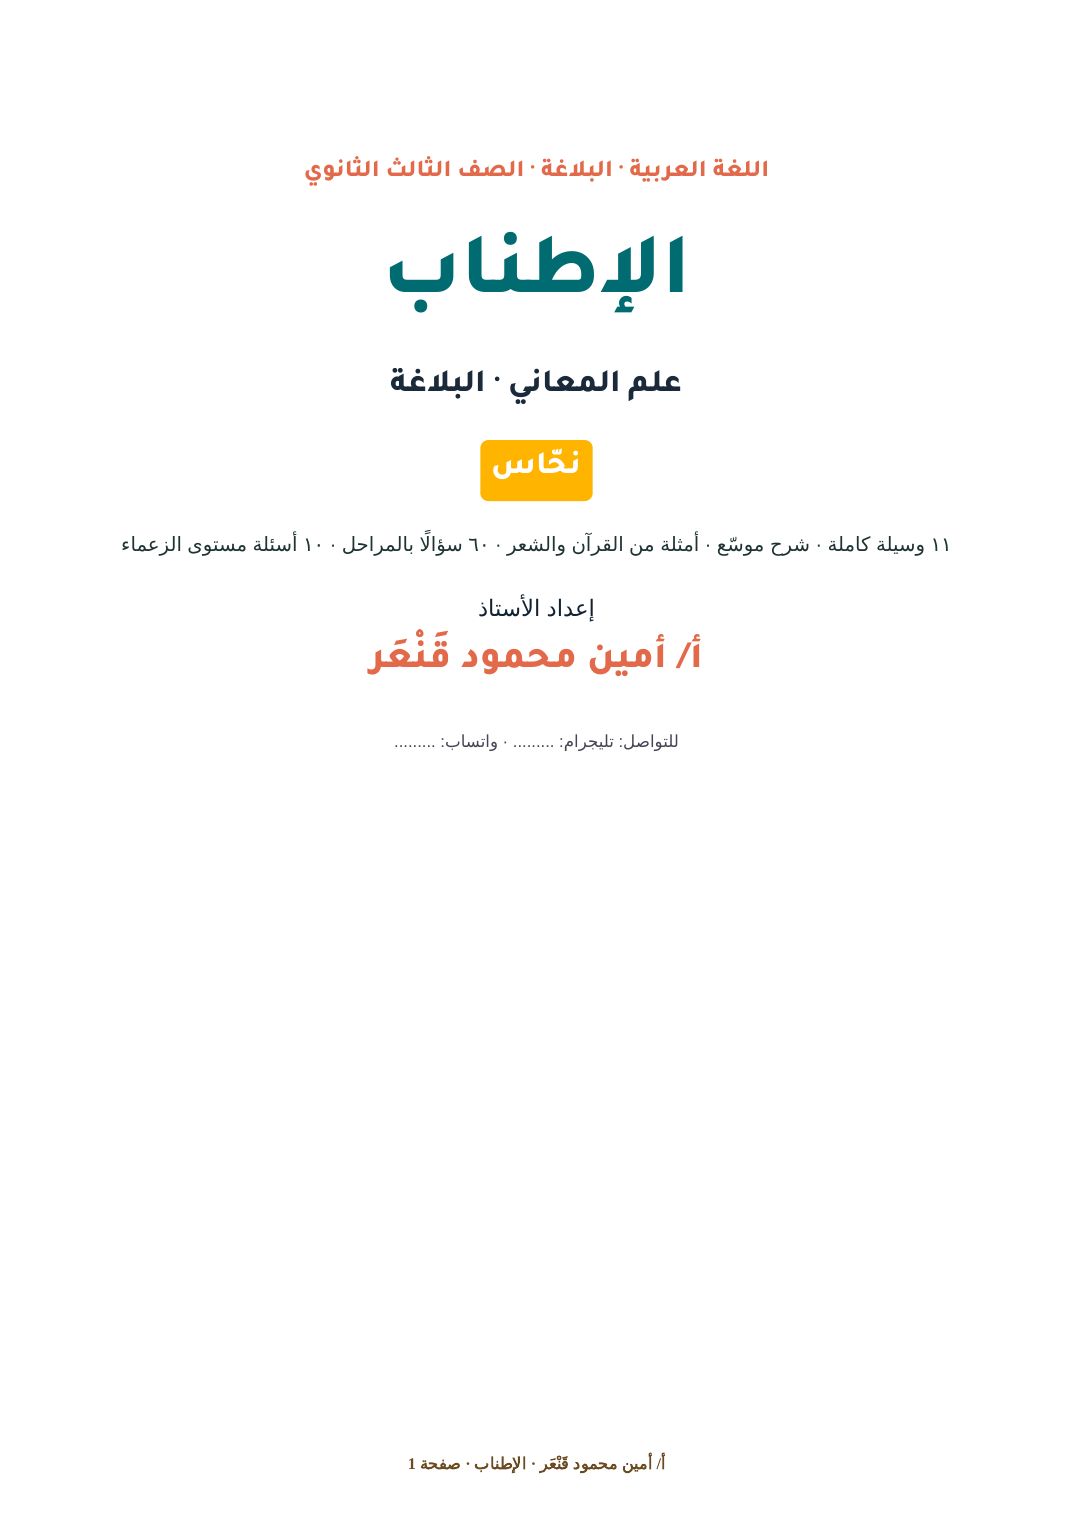 اللغة العربية · البلاغة · الصف الثالث الثانوي
الإطناب
علم المعاني · البلاغة
نحّاس
١١ وسيلة كاملة · شرح موسّع · أمثلة من القرآن والشعر · ٦٠ سؤالًا بالمراحل · ١٠ أسئلة مستوى الزعماء
إعداد الأستاذ
أ/ أمين محمود قَنْعَر
للتواصل: تليجرام: ......... · واتساب: .........
أ/ أمين محمود قَنْعَر · الإطناب · صفحة 1